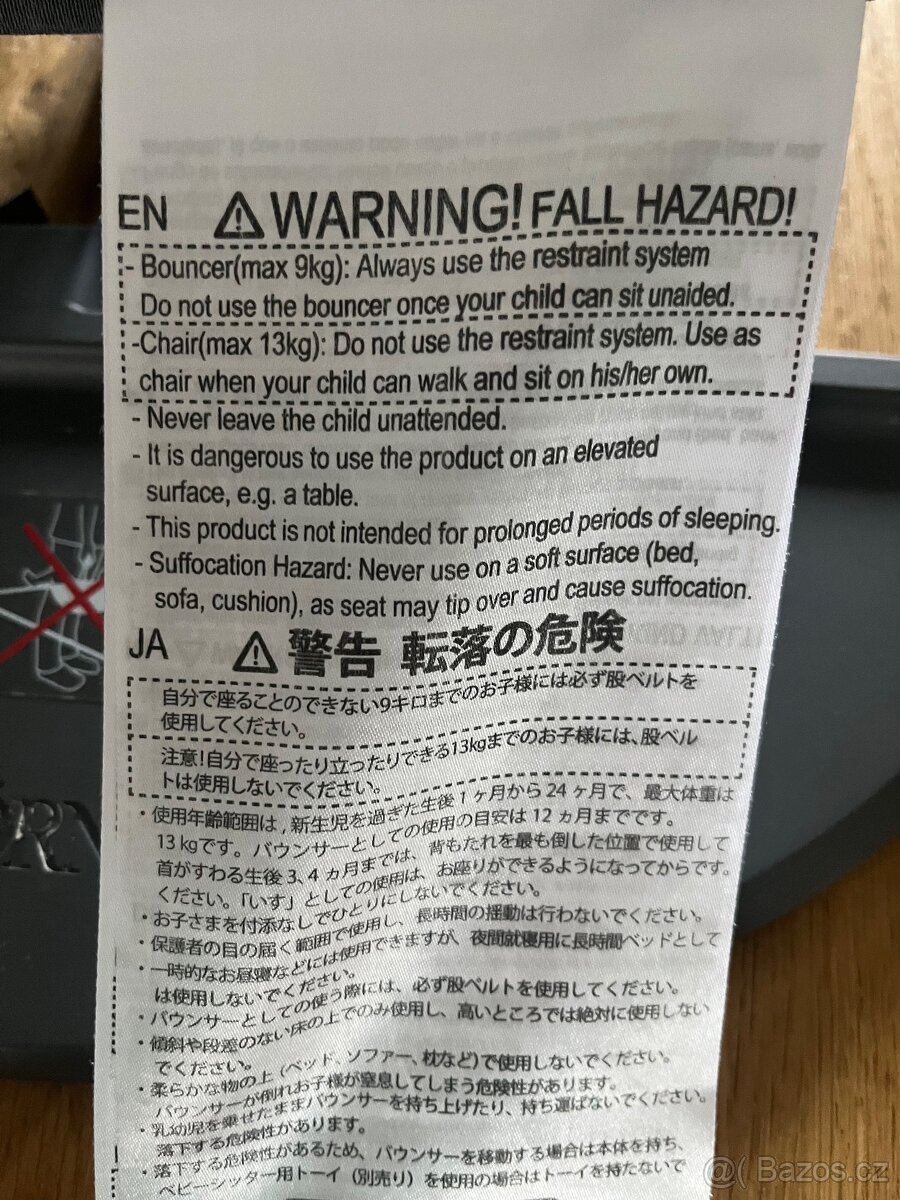 EN ⚠ WARNING! FALL HAZARD!
- Bouncer(max 9kg): Always use the restraint system
Do not use the bouncer once your child can sit unaided.
-Chair(max 13kg): Do not use the restraint system. Use as
chair when your child can walk and sit on his/her own.
- Never leave the child unattended.
- It is dangerous to use the product on an elevated
surface, e.g. a table.
- This product is not intended for prolonged periods of sleeping.
- Suffocation Hazard: Never use on a soft surface (bed,
sofa, cushion), as seat may tip over and cause suffocation.
JA ⚠ 警告 転落の危険
自分で座ることのできない9キロまでのお子様には必ず股ベルトを
使用してください。
注意!自分で座ったり立ったりできる13kgまでのお子様には、股ベル
トは使用しないでください。
・使用年齢範囲は , 新生児を過ぎた生後 1 ヶ月から 24 ヶ月で、最大体重は
13 kgです。バウンサーとしての使用の目安は 12 ヵ月までです。
首がすわる生後 3、4 ヵ月までは、背もたれを最も倒した位置で使用して
ください。「いす」としての使用は、お座りができるようになってからです。
・お子さまを付添なしでひとりにしないでください。
・保護者の目の届く範囲で使用し、長時間の揺動は行わないでください。
・一時的なお昼寝などには使用できますが、夜間就寝用に長時間ベッドとして
は使用しないでください。
・バウンサーとしての使う際には、必ず股ベルトを使用してください。
・傾斜や段差のない床の上でのみ使用し、高いところでは絶対に使用しない
でください。
・柔らかな物の上 (ベッド、ソファー、枕など)で使用しないでください。
バウンサーが倒れお子様が窒息してしまう危険性があります。
・乳幼児を乗せたままバウンサーを持ち上げたり、持ち運ばないでください。
落下する危険性があります。
・落下する危険性があるため、バウンサーを移動する場合は本体を持ち、
ベビーシッター用トーイ（別売り）を使用の場合はトーイを持たないで
@ Bazos.cz